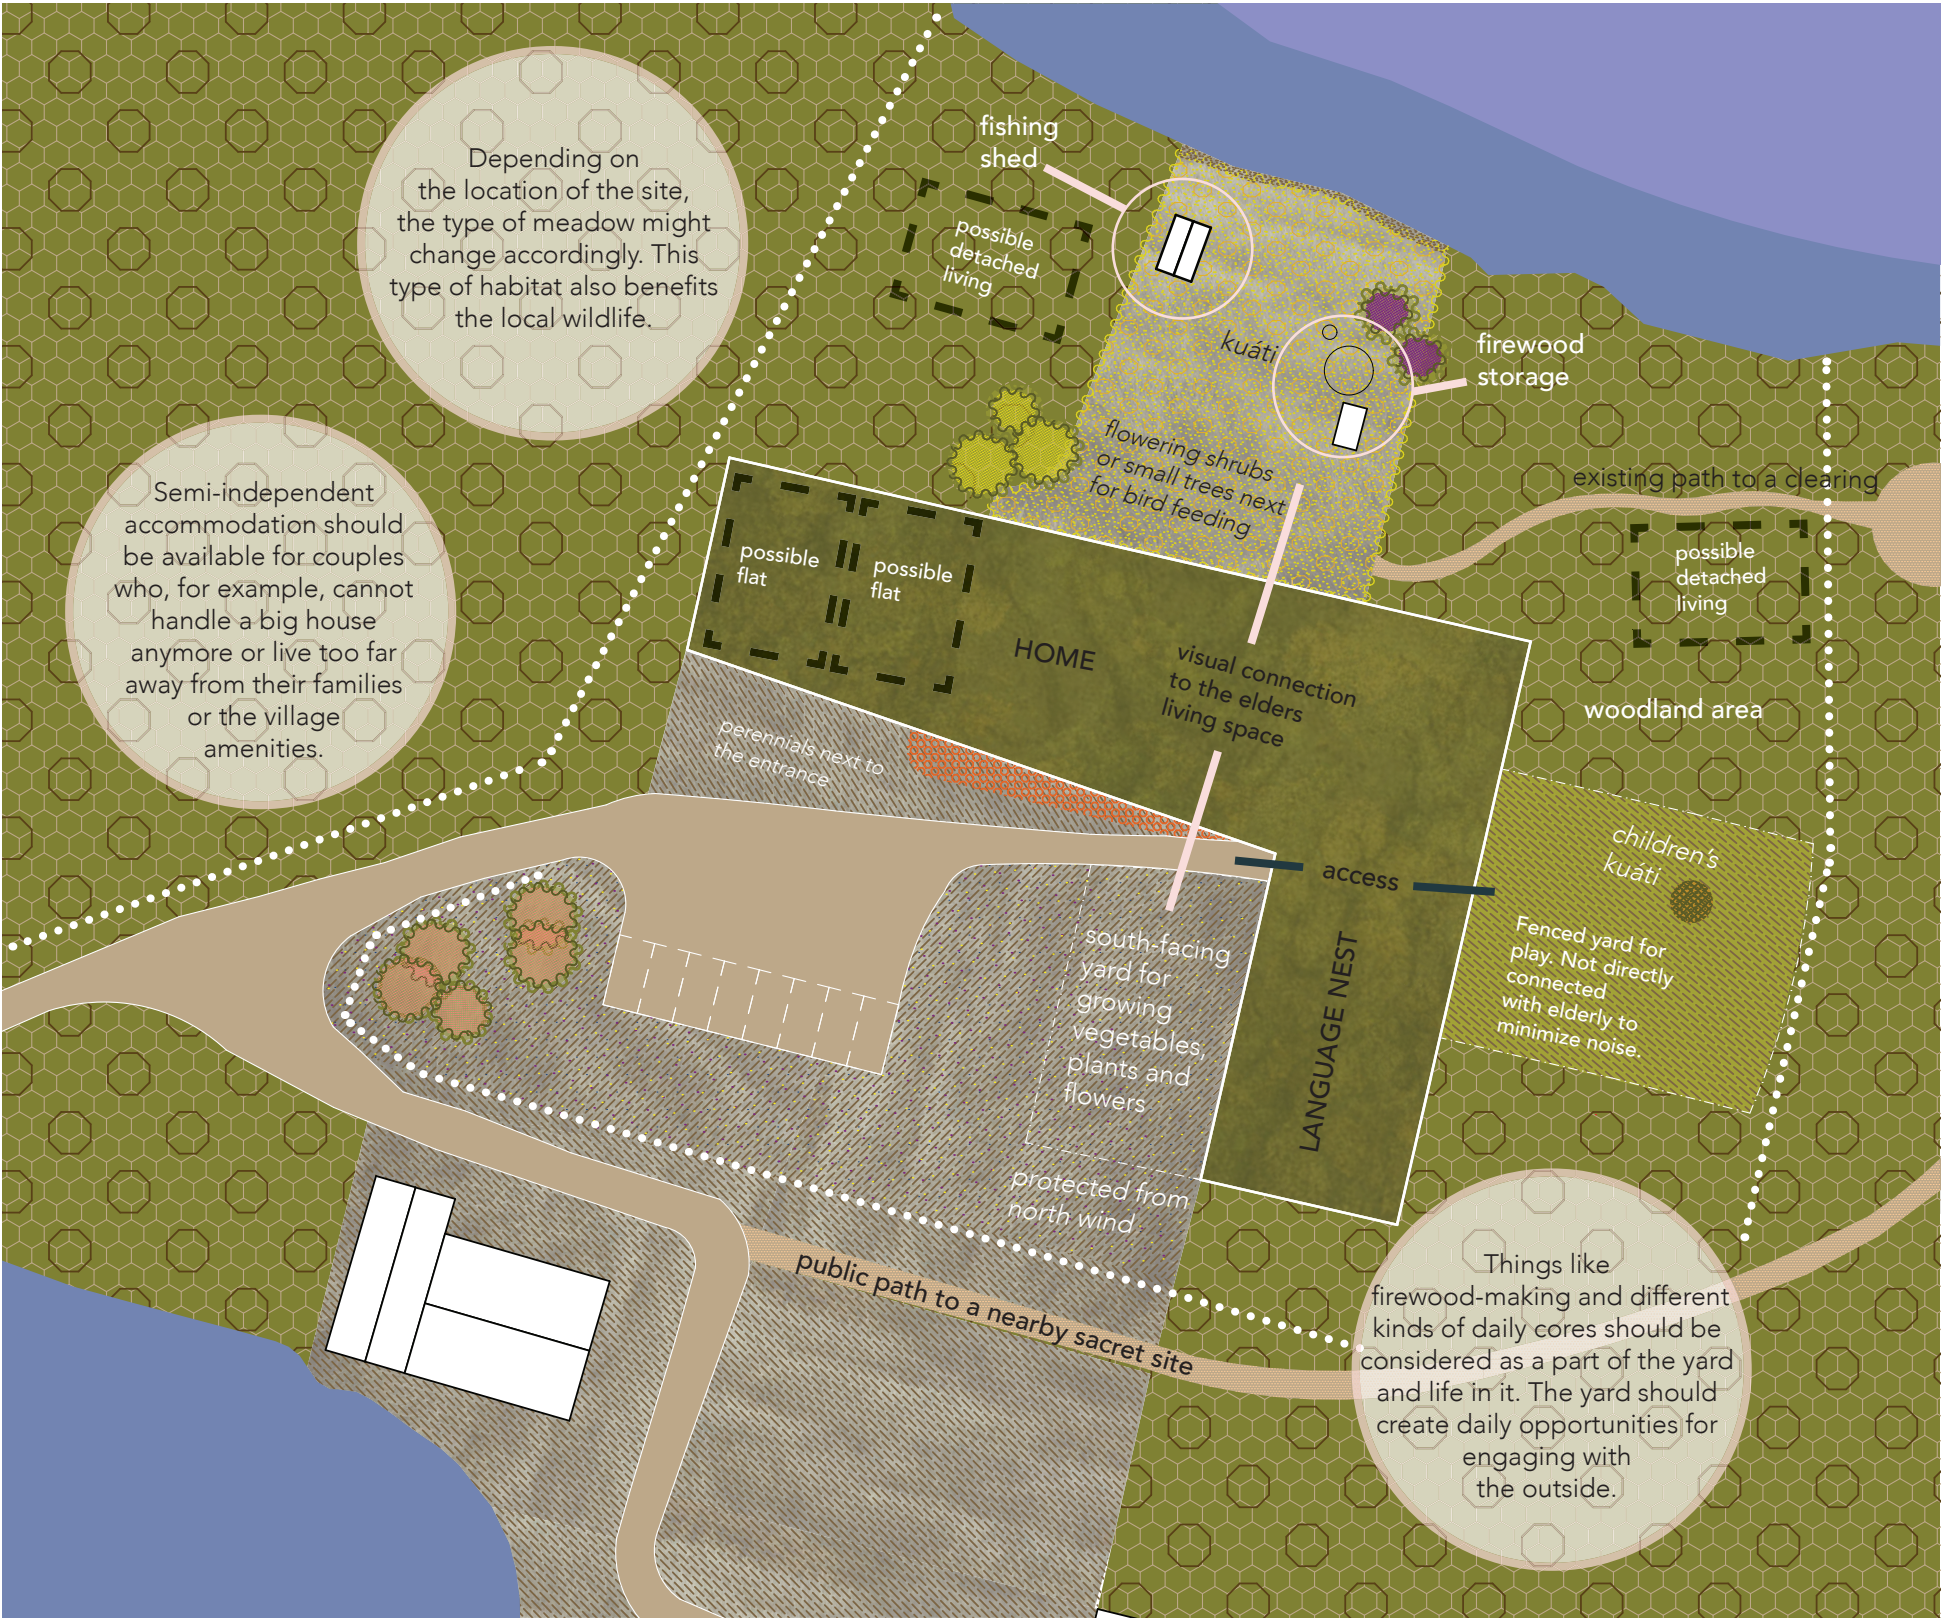 Depending on
the location of the site,
the type of meadow might
change accordingly. This
type of habitat also benefits
the local wildlife.
fishing
shed
possible
detached
living
kuáti
firewood
storage
flowering shrubs
or small trees next
for bird feeding
existing path to a clearing
possible
detached
living
Semi-independent
accommodation should
be available for couples
who, for example, cannot
handle a big house
anymore or live too far
away from their families
or the village
amenities.
possible
flat
possible
flat
HOME
visual connection
to the elders
living space
woodland area
perennials next to
the entrance
children's
kuáti
access
Fenced yard for
play. Not directly
connected
with elderly to
minimize noise.
south-facing
yard for
growing
vegetables,
plants and
flowers
LANGUAGE NEST
protected from
north wind
public path to a nearby sacret site
Things like
firewood-making and different
kinds of daily cores should be
considered as a part of the yard
and life in it. The yard should
create daily opportunities for
engaging with
the outside.